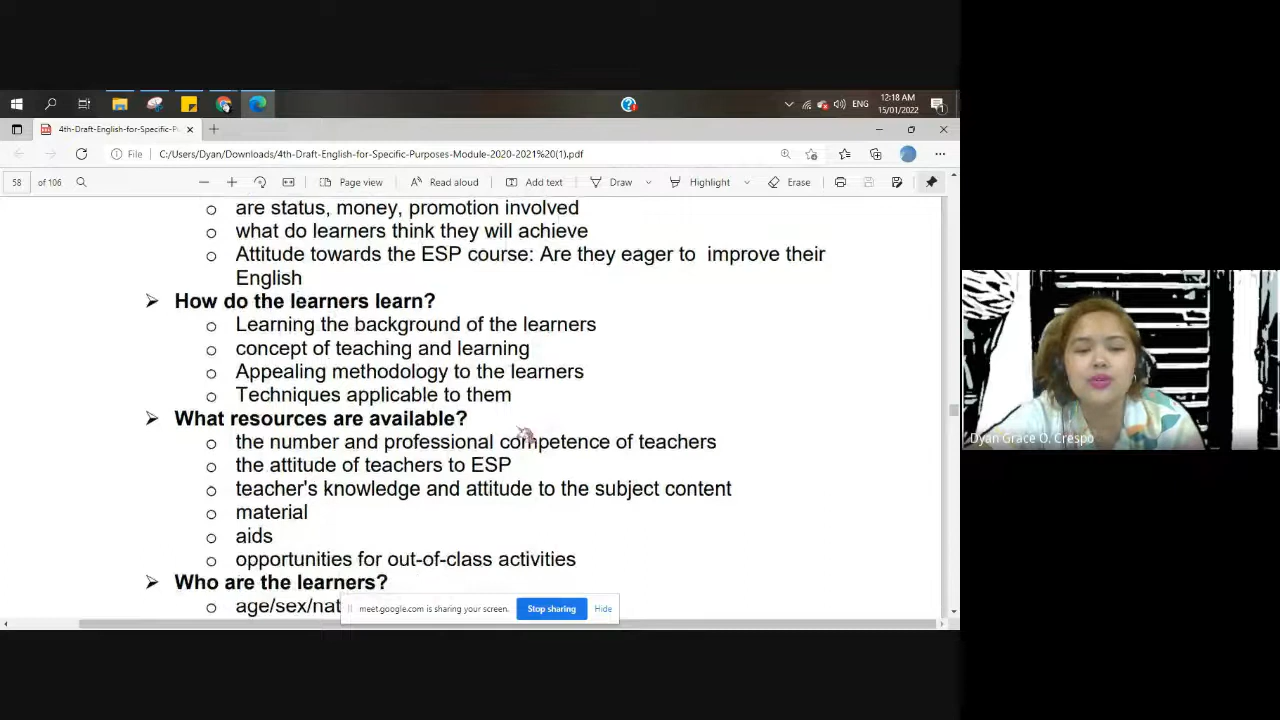 12:18 AM
ENG
15/01/2022
4th-Draft-English-for-Specific-Pu
File C:/Users/Dyan/Downloads/4th-Draft-English-for-Specific-Purposes-Module-2020-2021%20(1).pdf
58 of 106 Page view Read aloud Add text Draw Highlight Erase
o are status, money, promotion involved
o what do learners think they will achieve
o Attitude towards the ESP course: Are they eager to improve their
English
➢ How do the learners learn?
o Learning the background of the learners
o concept of teaching and learning
o Appealing methodology to the learners
o Techniques applicable to them
➢ What resources are available?
o the number and professional competence of teachers
o the attitude of teachers to ESP
o teacher's knowledge and attitude to the subject content
o material
o aids
o opportunities for out-of-class activities
➢ Who are the learners?
o age/sex/nat
meet.google.com is sharing your screen. Stop sharing Hide
Dyan Grace O. Crespo